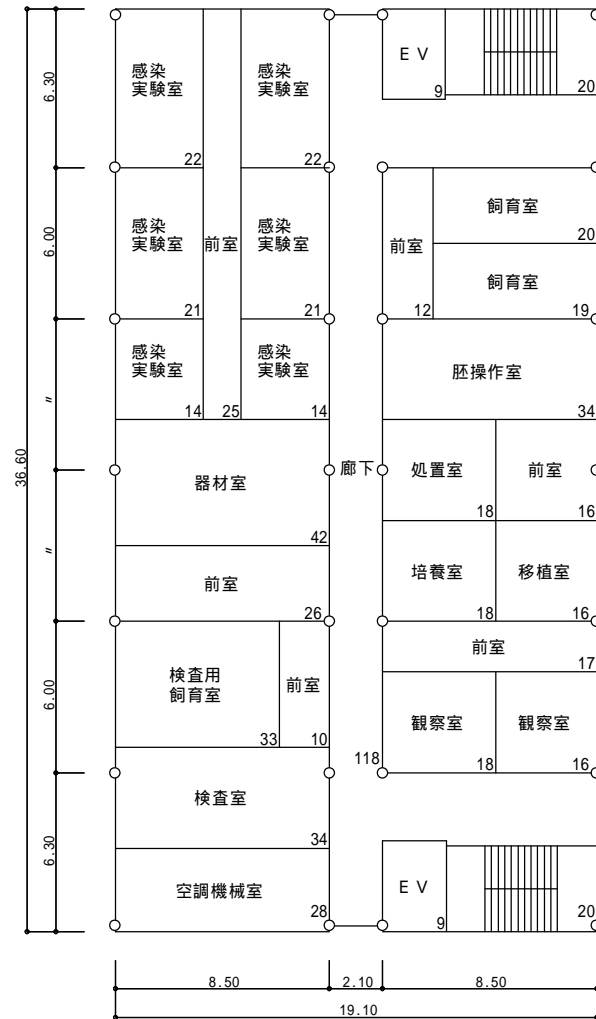 ＥＶ
9
20
感染
実験室
22
感染
実験室
22
感染
実験室
21
前室
感染
実験室
21
前室
12
飼育室
20
飼育室
19
感染
実験室
14
25
感染
実験室
14
胚操作室
34
器材室
42
廊下
処置室
18
前室
16
前室
26
培養室
18
移植室
16
検査用
飼育室
33
前室
10
前室
17
118
観察室
18
観察室
16
検査室
34
空調機械室
28
ＥＶ
9
20
36.60
6.30
6.00
〃
〃
6.00
6.30
8.50
2.10
8.50
19.10